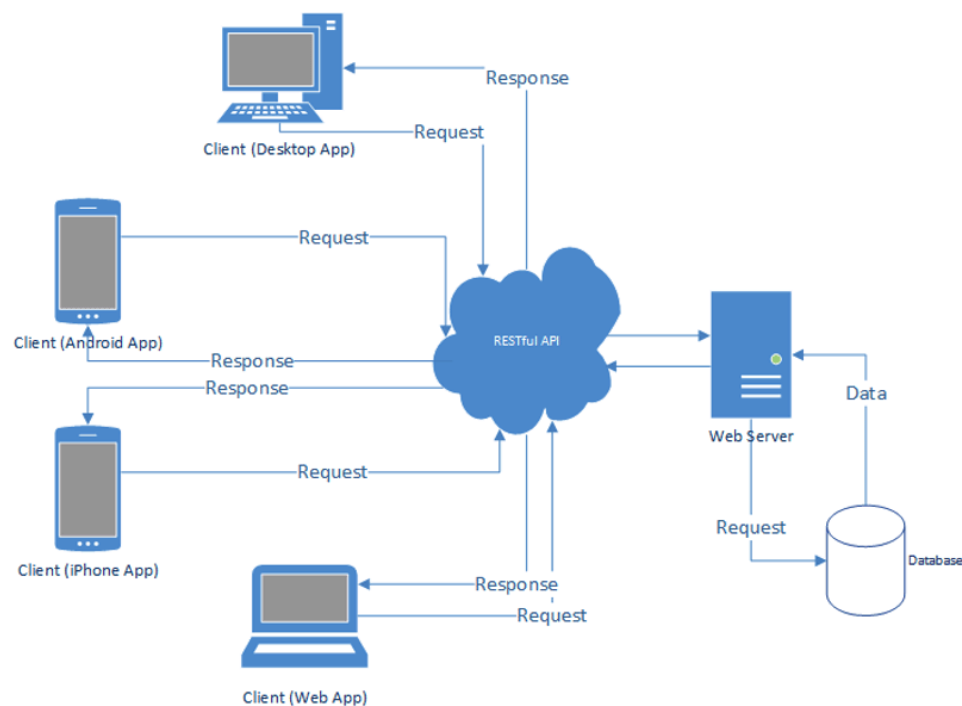 Response
Request
Client (Desktop App)
Request
Client (Android App)
Response
Response
RESTful API
Data
Web Server
Request
Request
Database
Client (iPhone App)
Response
Request
Client (Web App)